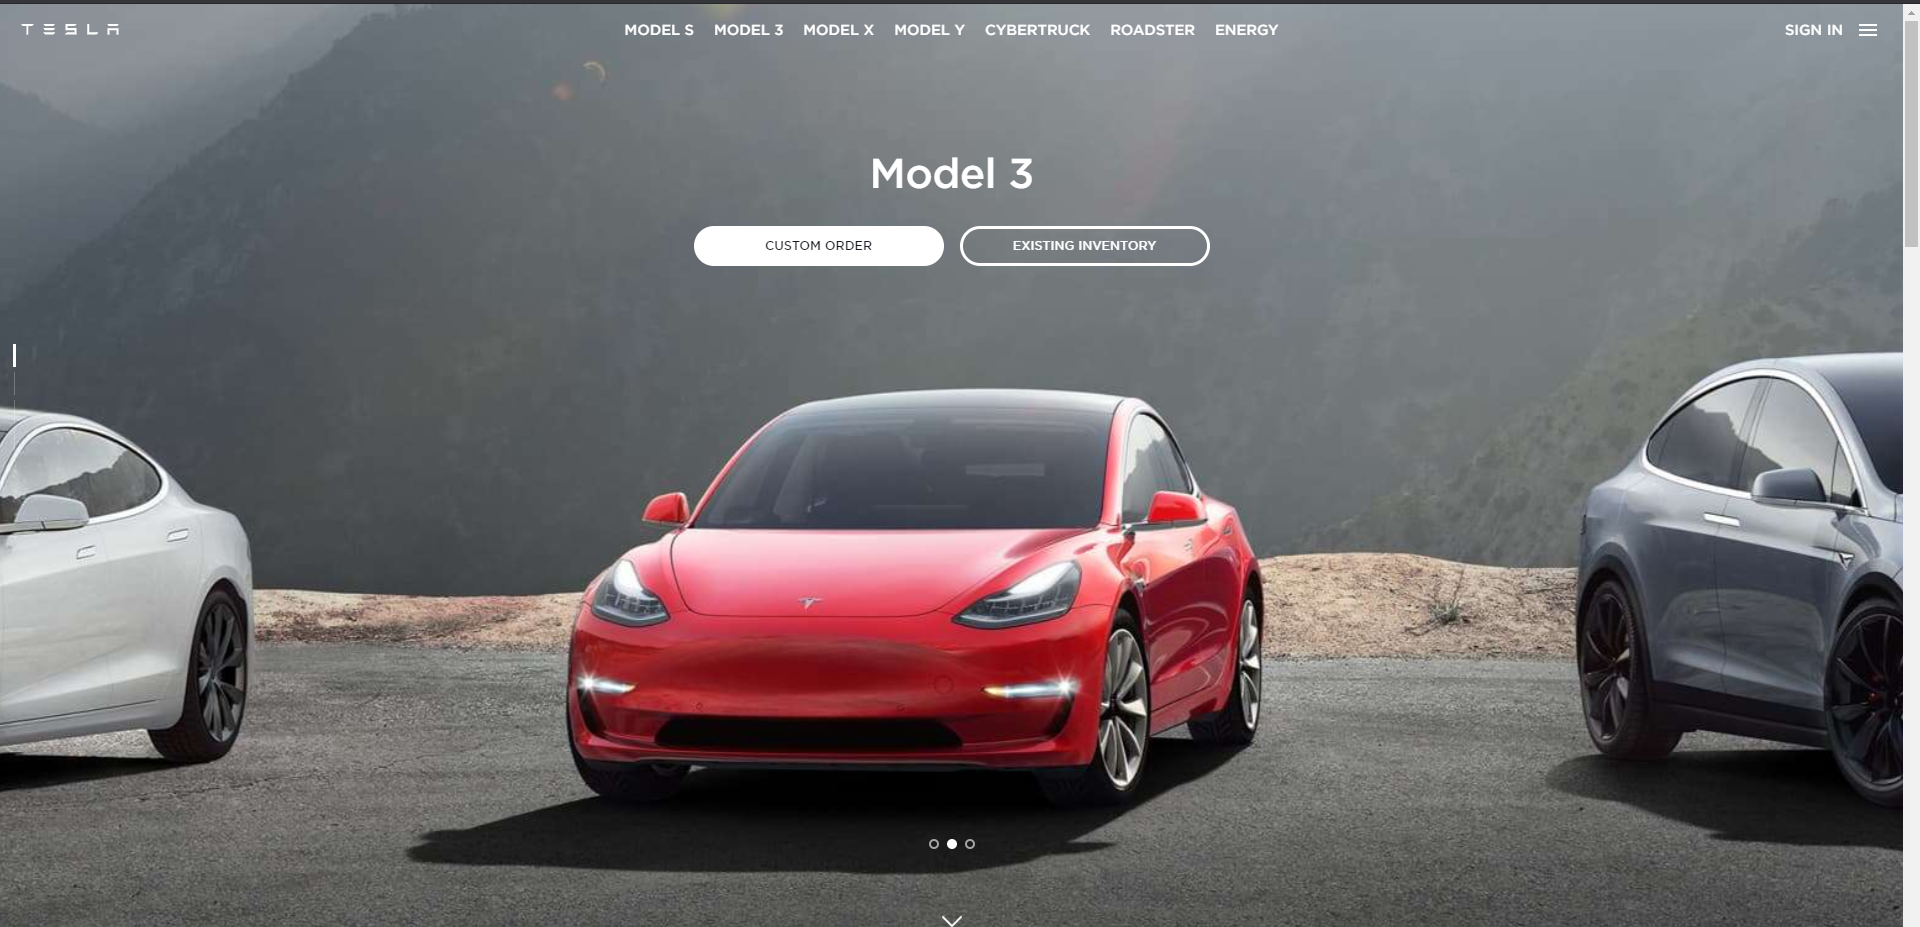 TESLA
MODEL S MODEL 3 MODEL X MODEL Y CYBERTRUCK ROADSTER ENERGY
SIGN IN
Model 3
CUSTOM ORDER
EXISTING INVENTORY